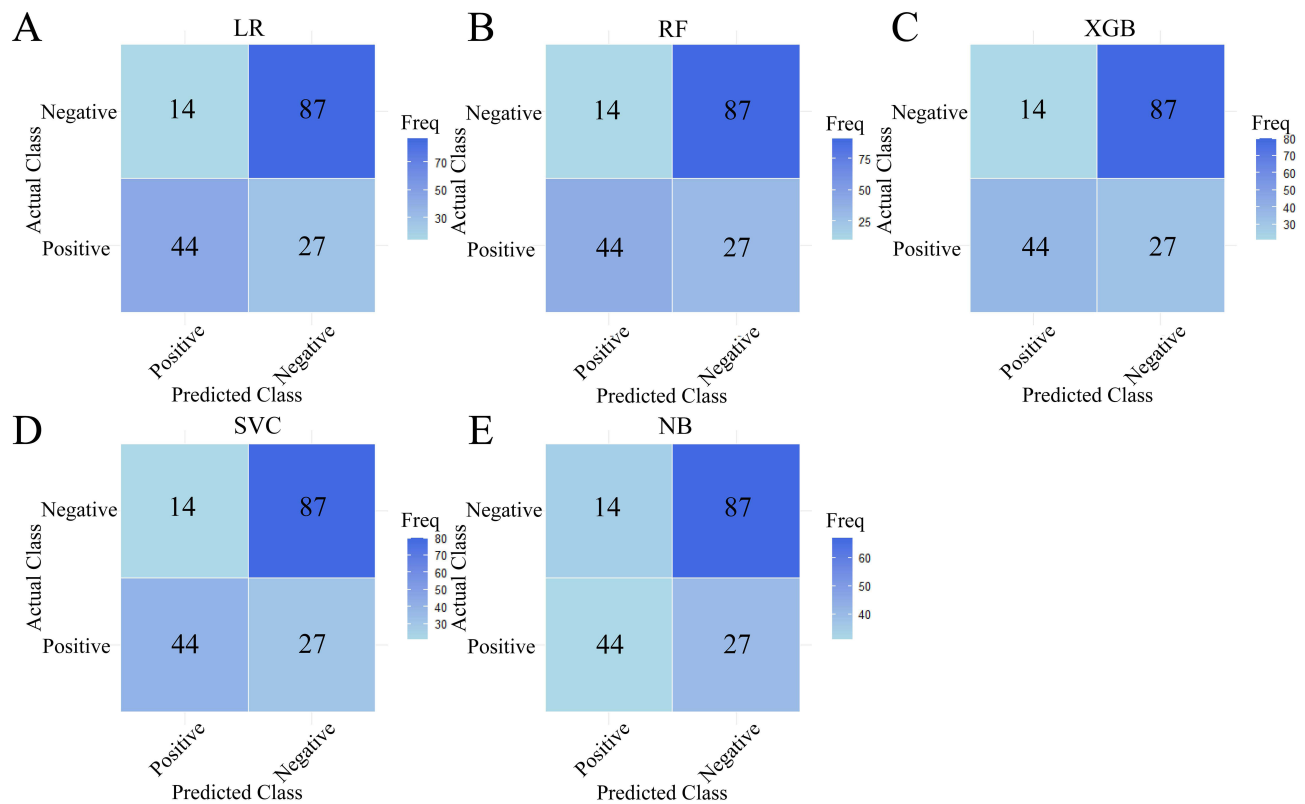 A
LR
Negative
14
87
Positive
44
27
Actual Class
Positive
Negative
Predicted Class
Freq
70
50
30
B
RF
Negative
14
87
Positive
44
27
Actual Class
Positive
Negative
Predicted Class
Freq
75
50
25
C
XGB
Negative
14
87
Positive
44
27
Actual Class
Positive
Negative
Predicted Class
Freq
80
70
60
50
40
30
D
SVC
Negative
14
87
Positive
44
27
Actual Class
Positive
Negative
Predicted Class
Freq
80
70
60
50
40
30
E
NB
Negative
14
87
Positive
44
27
Actual Class
Positive
Negative
Predicted Class
Freq
60
50
40